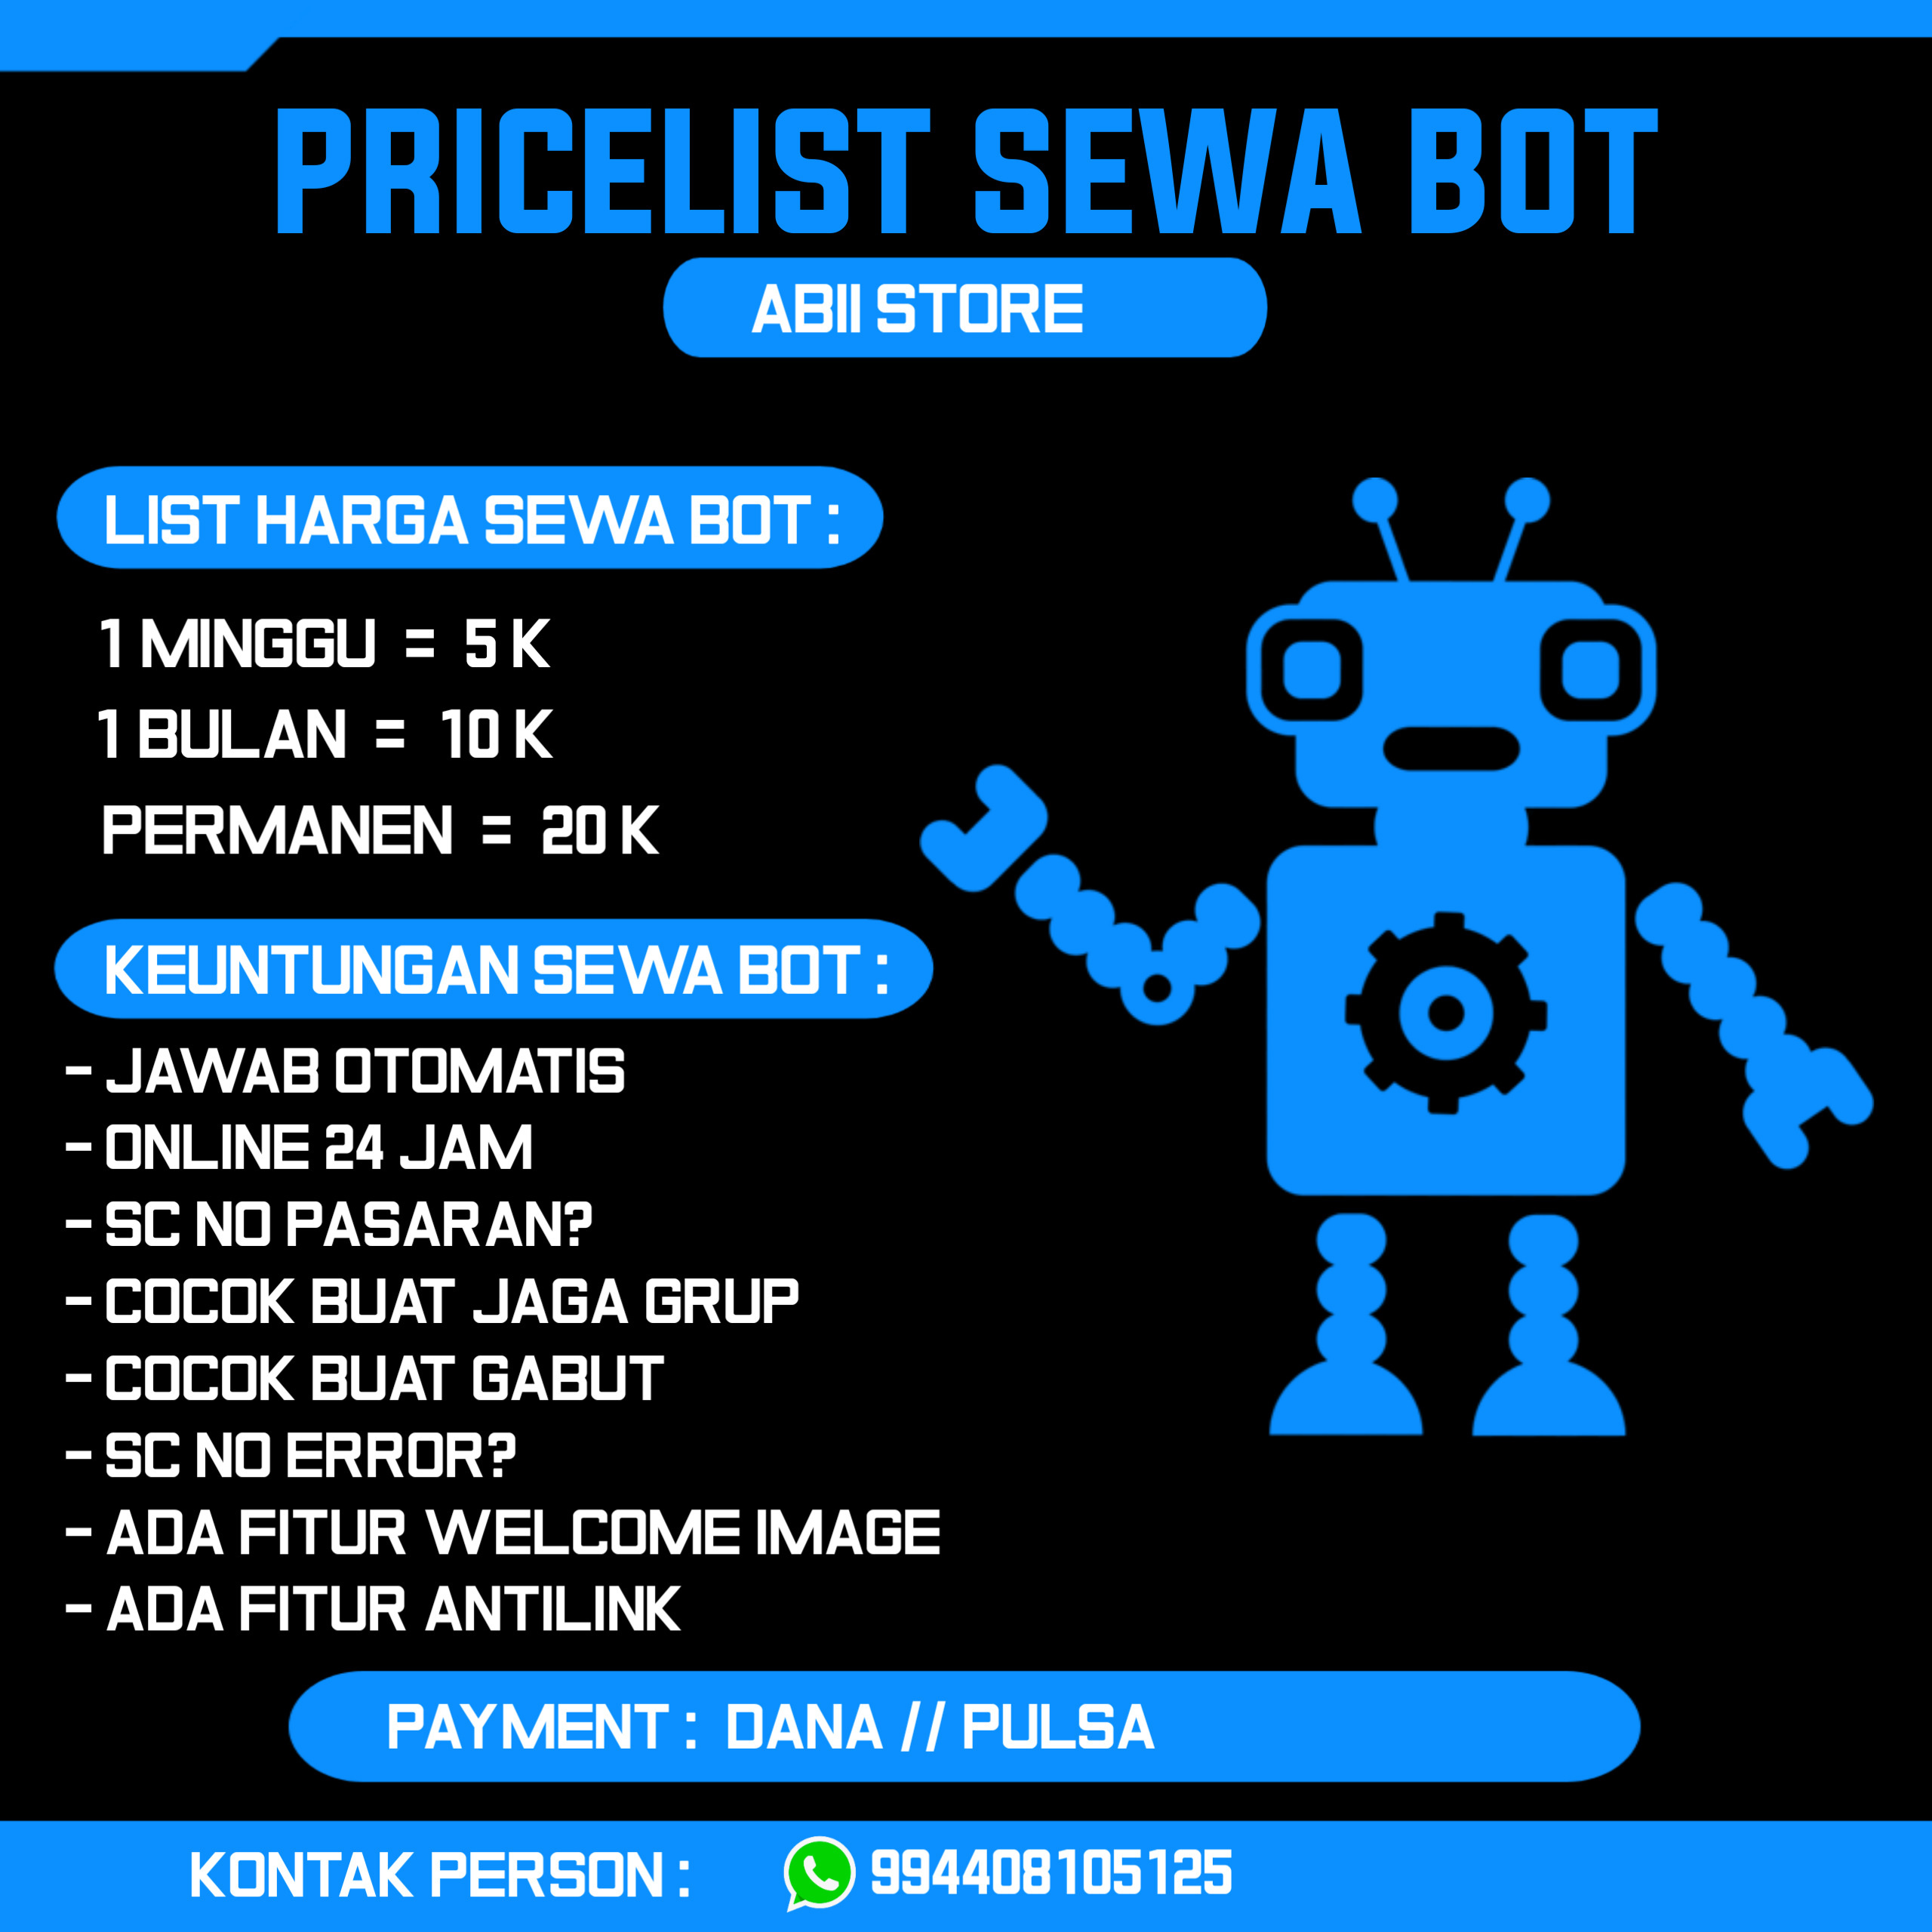 PRICELIST SEWA BOT
ABII STORE
LIST HARGA SEWA BOT :
1 MINGGU = 5 K
1 BULAN = 10 K
PERMANEN = 20 K
KEUNTUNGAN SEWA BOT :
- JAWAB OTOMATIS
- ONLINE 24 JAM
- SC NO PASARAN?
- COCOK BUAT JAGA GRUP
- COCOK BUAT GABUT
- SC NO ERROR?
- ADA FITUR WELCOME IMAGE
- ADA FITUR ANTILINK
PAYMENT : DANA // PULSA
KONTAK PERSON : 994408105125